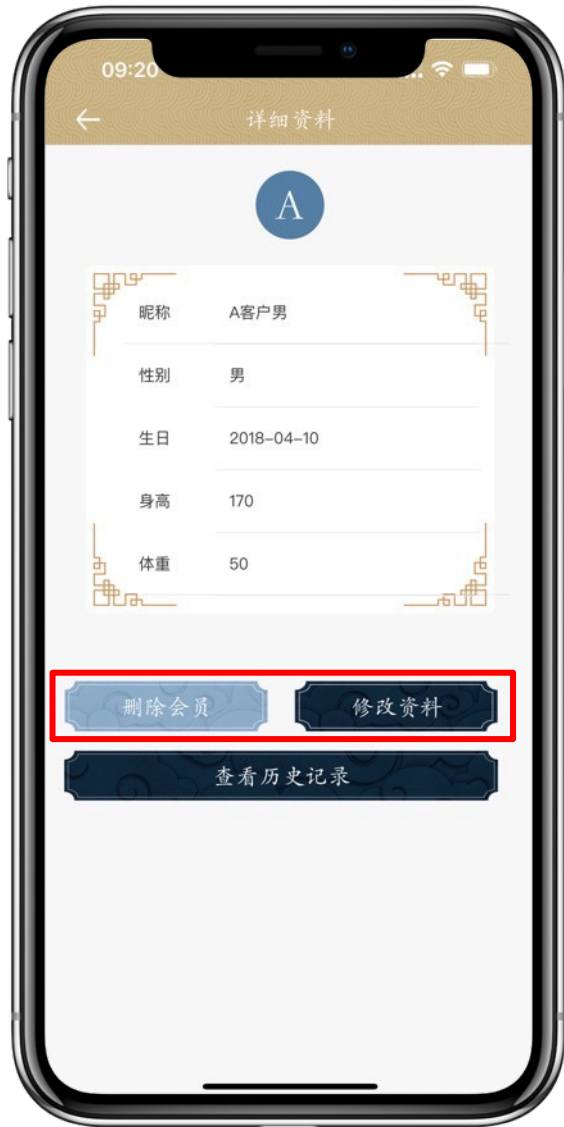 09:20
详细资料
A
昵称 A客户男
性别 男
生日 2018-04-10
身高 170
体重 50
删除会员 修改资料
查看历史记录